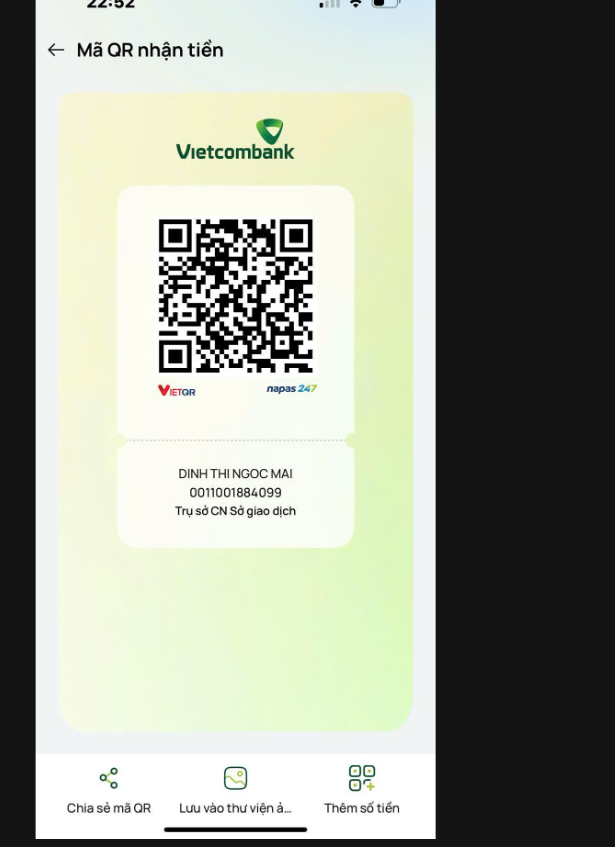 22:52
Mã QR nhận tiền
Vietcombank
VIETQR
napas 247
DINH THI NGOC MAI
0011001884099
Trụ sở CN Sở giao dịch
Chia sẻ mã QR
Lưu vào thư viện ả...
Thêm số tiền